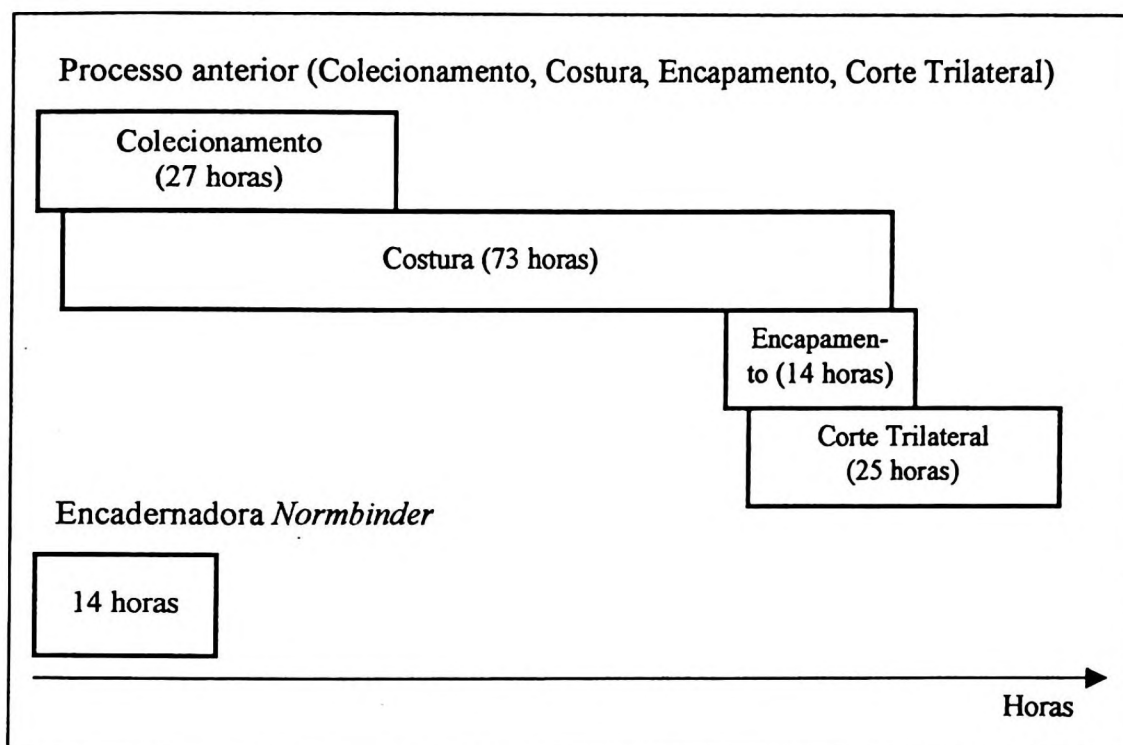 Processo anterior (Colecionamento, Costura, Encapamento, Corte Trilateral)
Colecionamento
(27 horas)
Costura (73 horas)
Encapamen-
to (14 horas)
Corte Trilateral
(25 horas)
Encadernadora Normbinder
14 horas
Horas